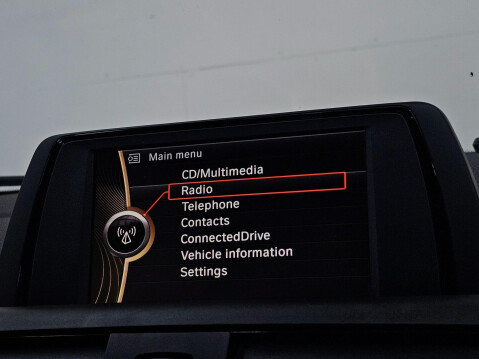 Main menu
CD/Multimedia
Radio
Telephone
Contacts
ConnectedDrive
Vehicle information
Settings